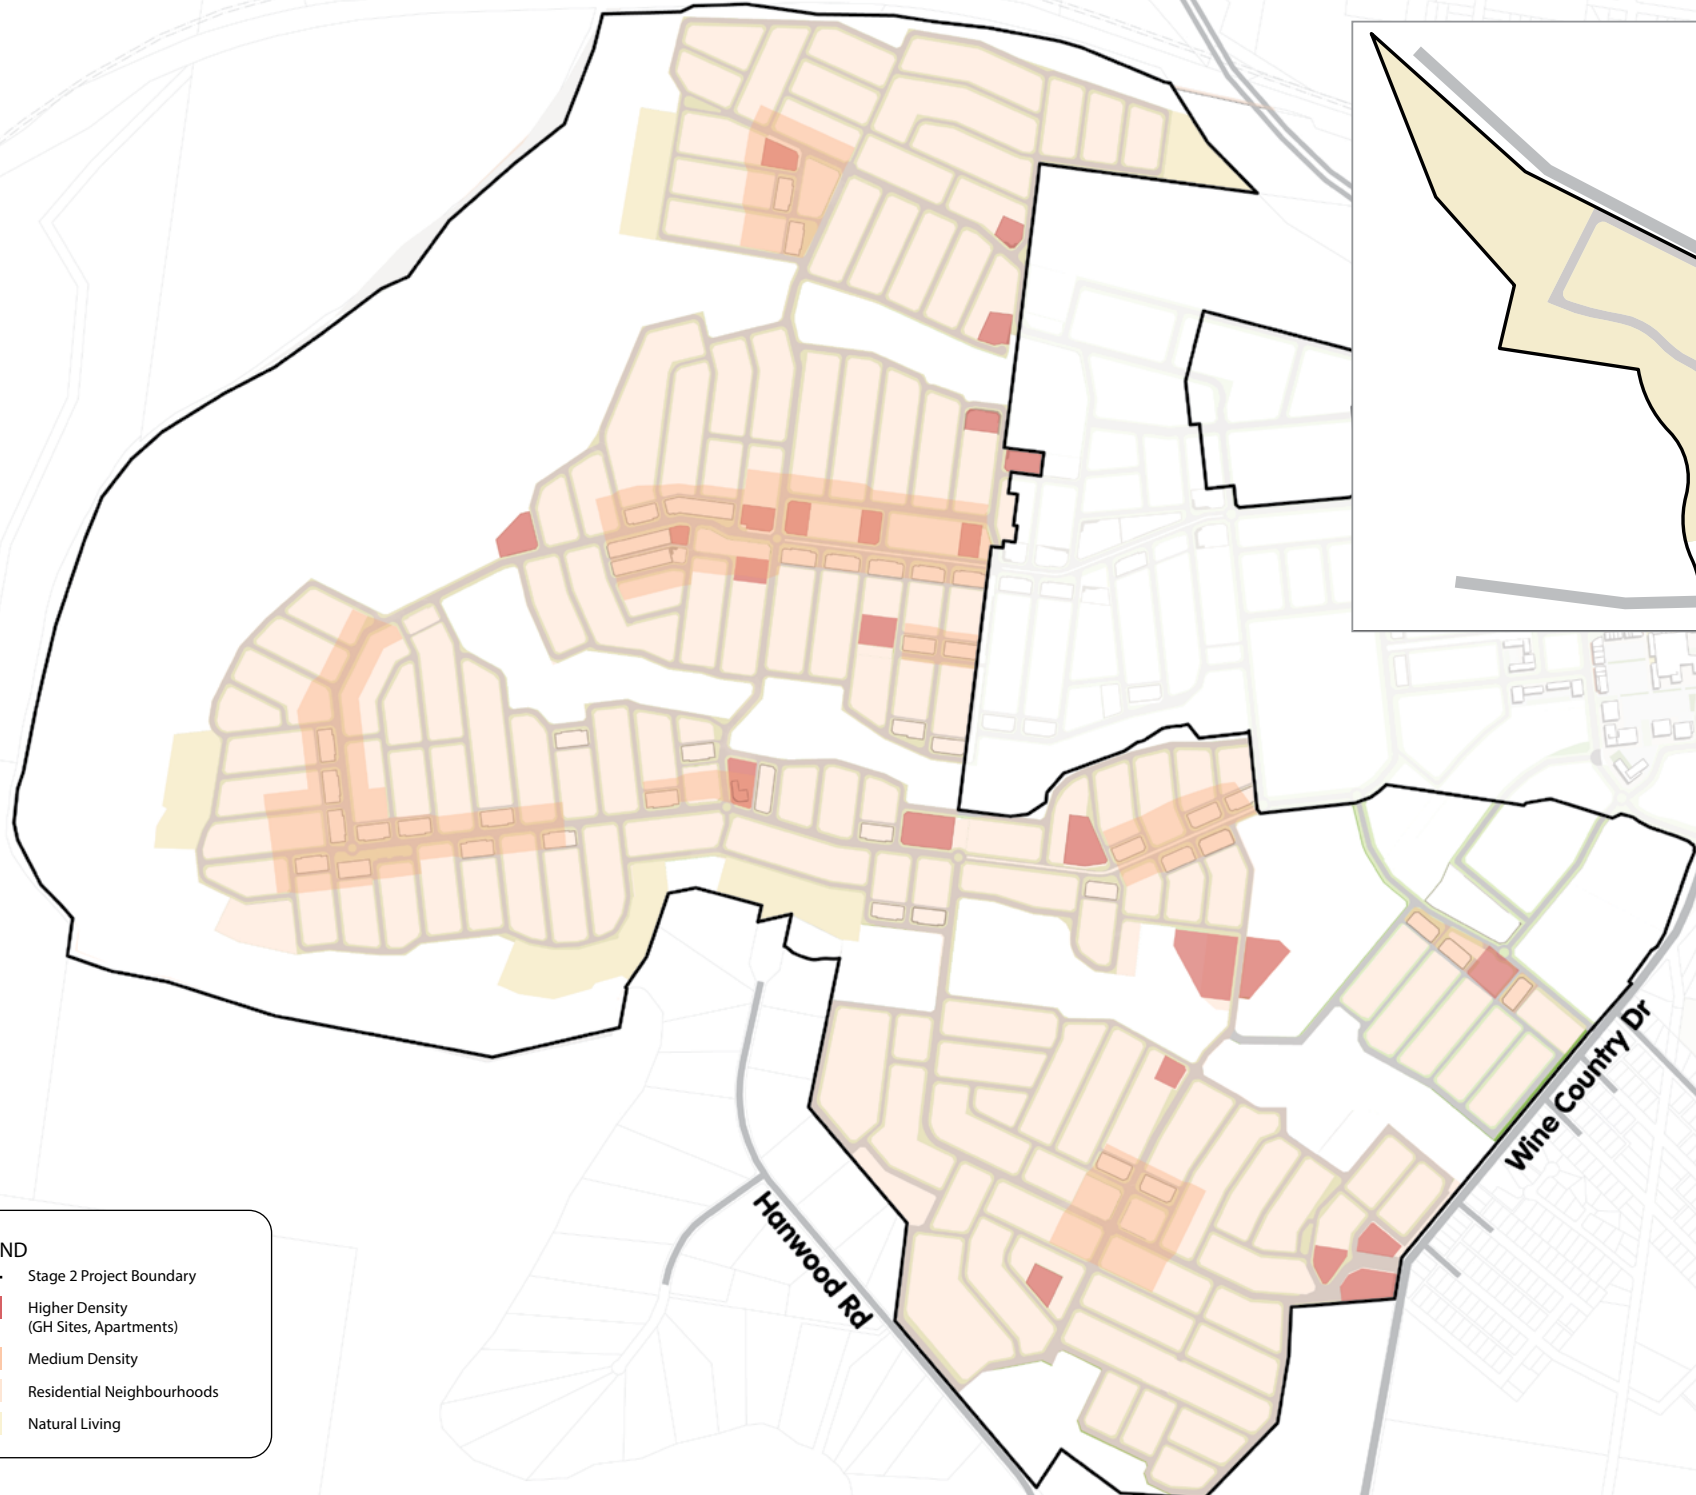 Wine Country Dr
Hanwood Rd
ND
Stage 2 Project Boundary
Higher Density
(GH Sites, Apartments)
Medium Density
Residential Neighbourhoods
Natural Living